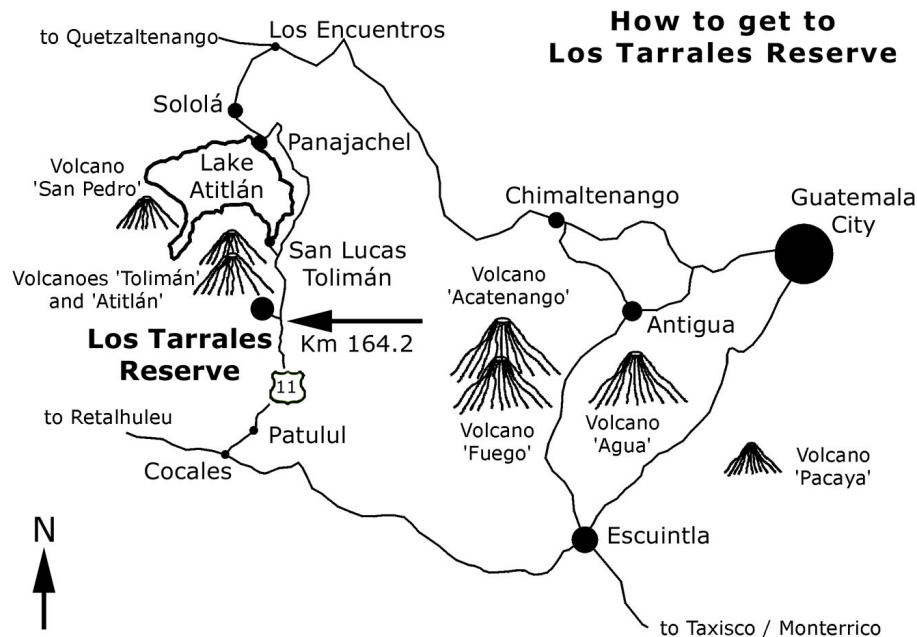 How to get to
Los Tarrales Reserve
to Quetzaltenango
Los Encuentros
Sololá
Panajachel
Lake
Atitlán
Volcano
'San Pedro'
Chimaltenango
Guatemala
City
San Lucas
Tolimán
Volcanoes 'Tolimán'
and 'Atitlán'
Volcano
'Acatenango'
Antigua
Los Tarrales
Reserve
Km 164.2
11
to Retalhuleu
Patulul
Cocales
Volcano
'Fuego'
Volcano
'Agua'
Volcano
'Pacaya'
N
Escuintla
to Taxisco / Monterrico